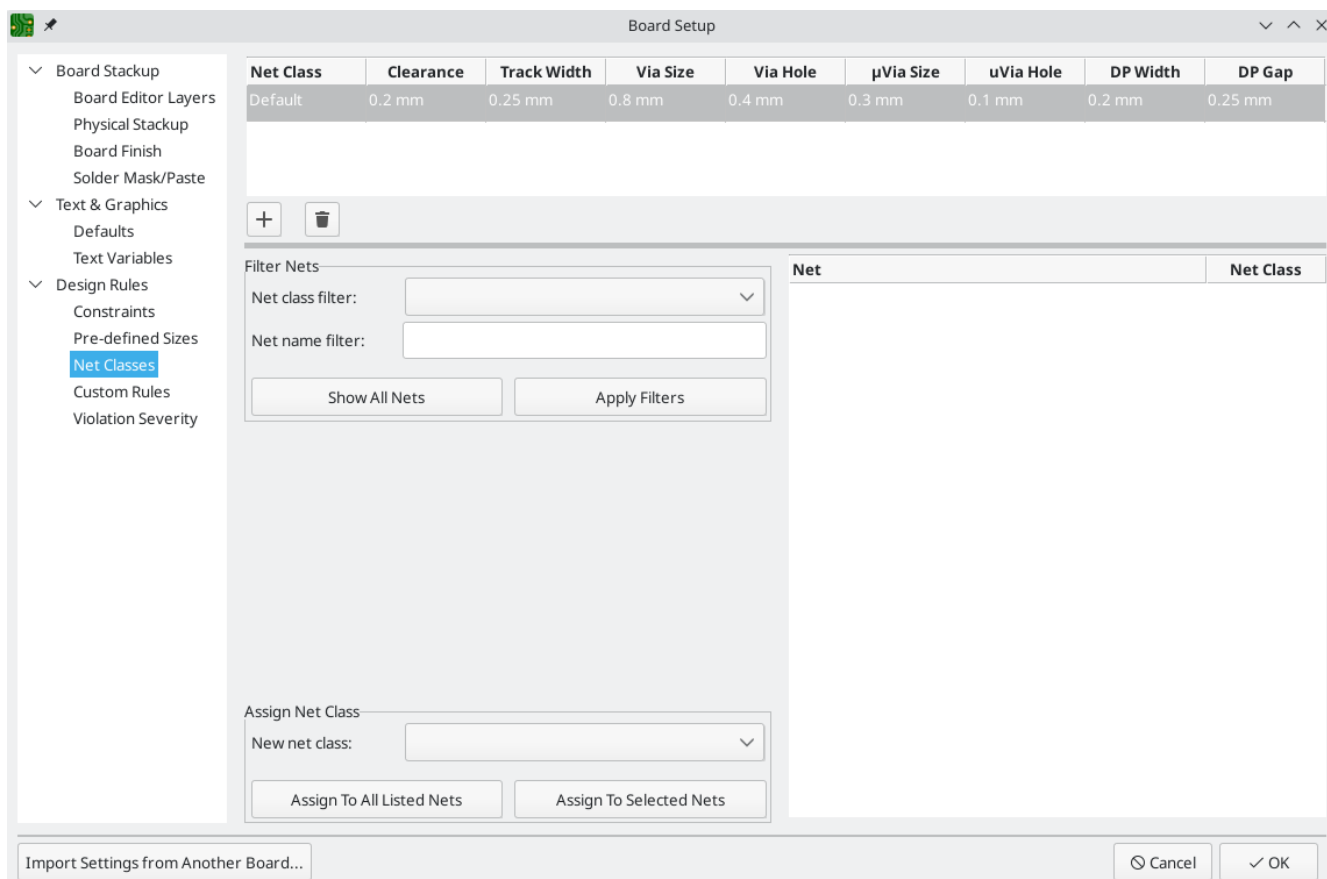 Board Setup
Board Stackup
Board Editor Layers
Physical Stackup
Board Finish
Solder Mask/Paste
Text & Graphics
Defaults
Text Variables
Design Rules
Constraints
Pre-defined Sizes
Net Classes
Custom Rules
Violation Severity
Net Class Clearance Track Width Via Size Via Hole µVia Size uVia Hole DP Width DP Gap
Default 0.2 mm 0.25 mm 0.8 mm 0.4 mm 0.3 mm 0.1 mm 0.2 mm 0.25 mm
Filter Nets
Net class filter:
Net name filter:
Show All Nets Apply Filters
Net Net Class
Assign Net Class
New net class:
Assign To All Listed Nets Assign To Selected Nets
Import Settings from Another Board... Cancel OK